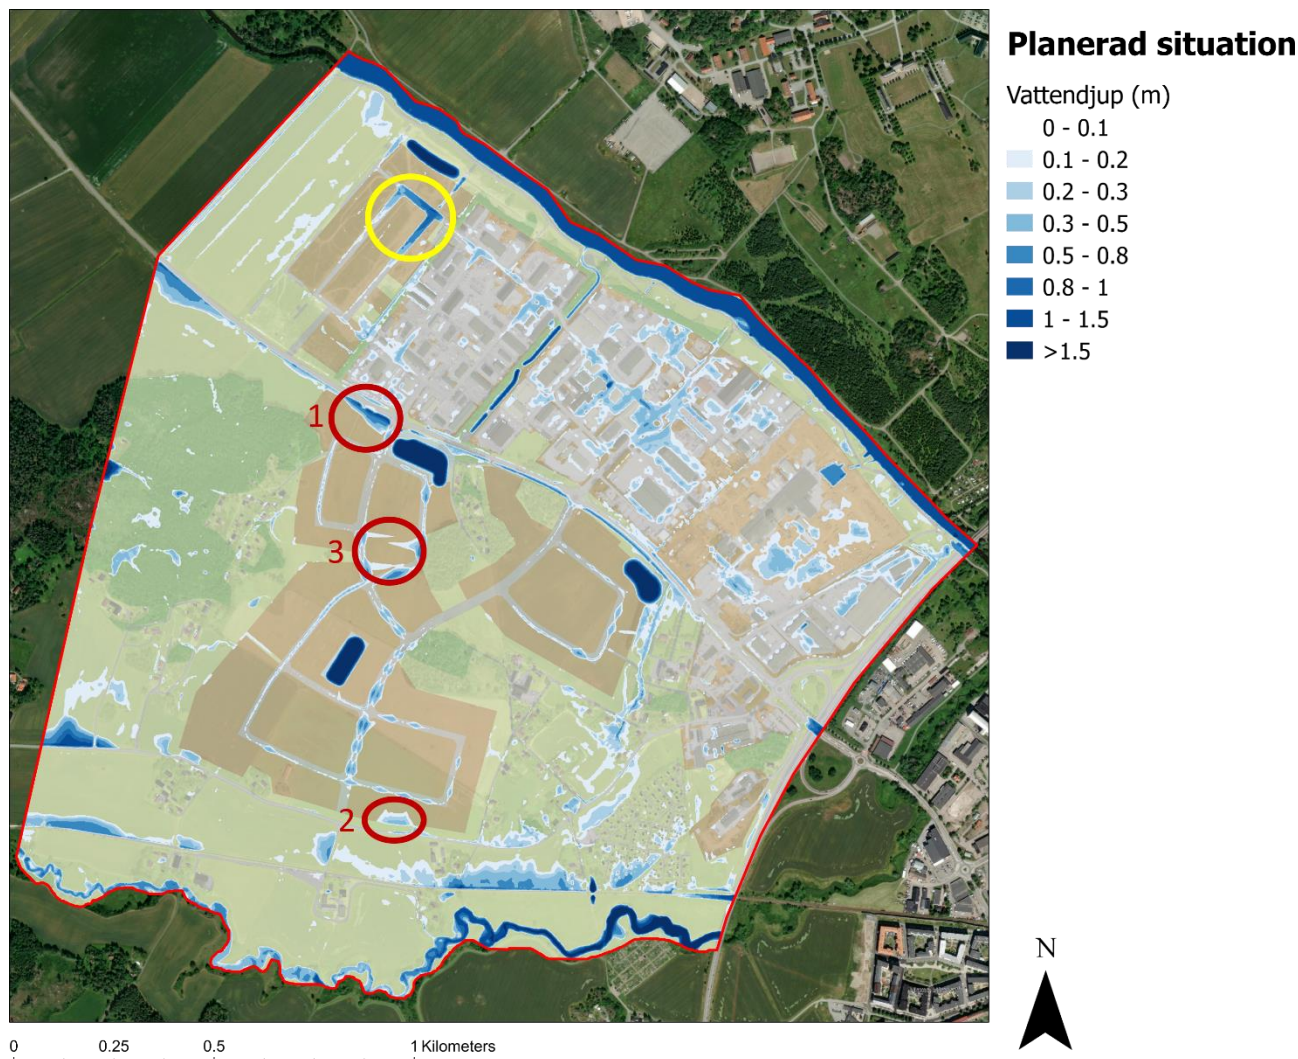 Planerad situation
Vattendjup (m)
0 - 0.1
0.1 - 0.2
0.2 - 0.3
0.3 - 0.5
0.5 - 0.8
0.8 - 1
1 - 1.5
>1.5
1
3
2
N
0 0.25 0.5 1 Kilometers